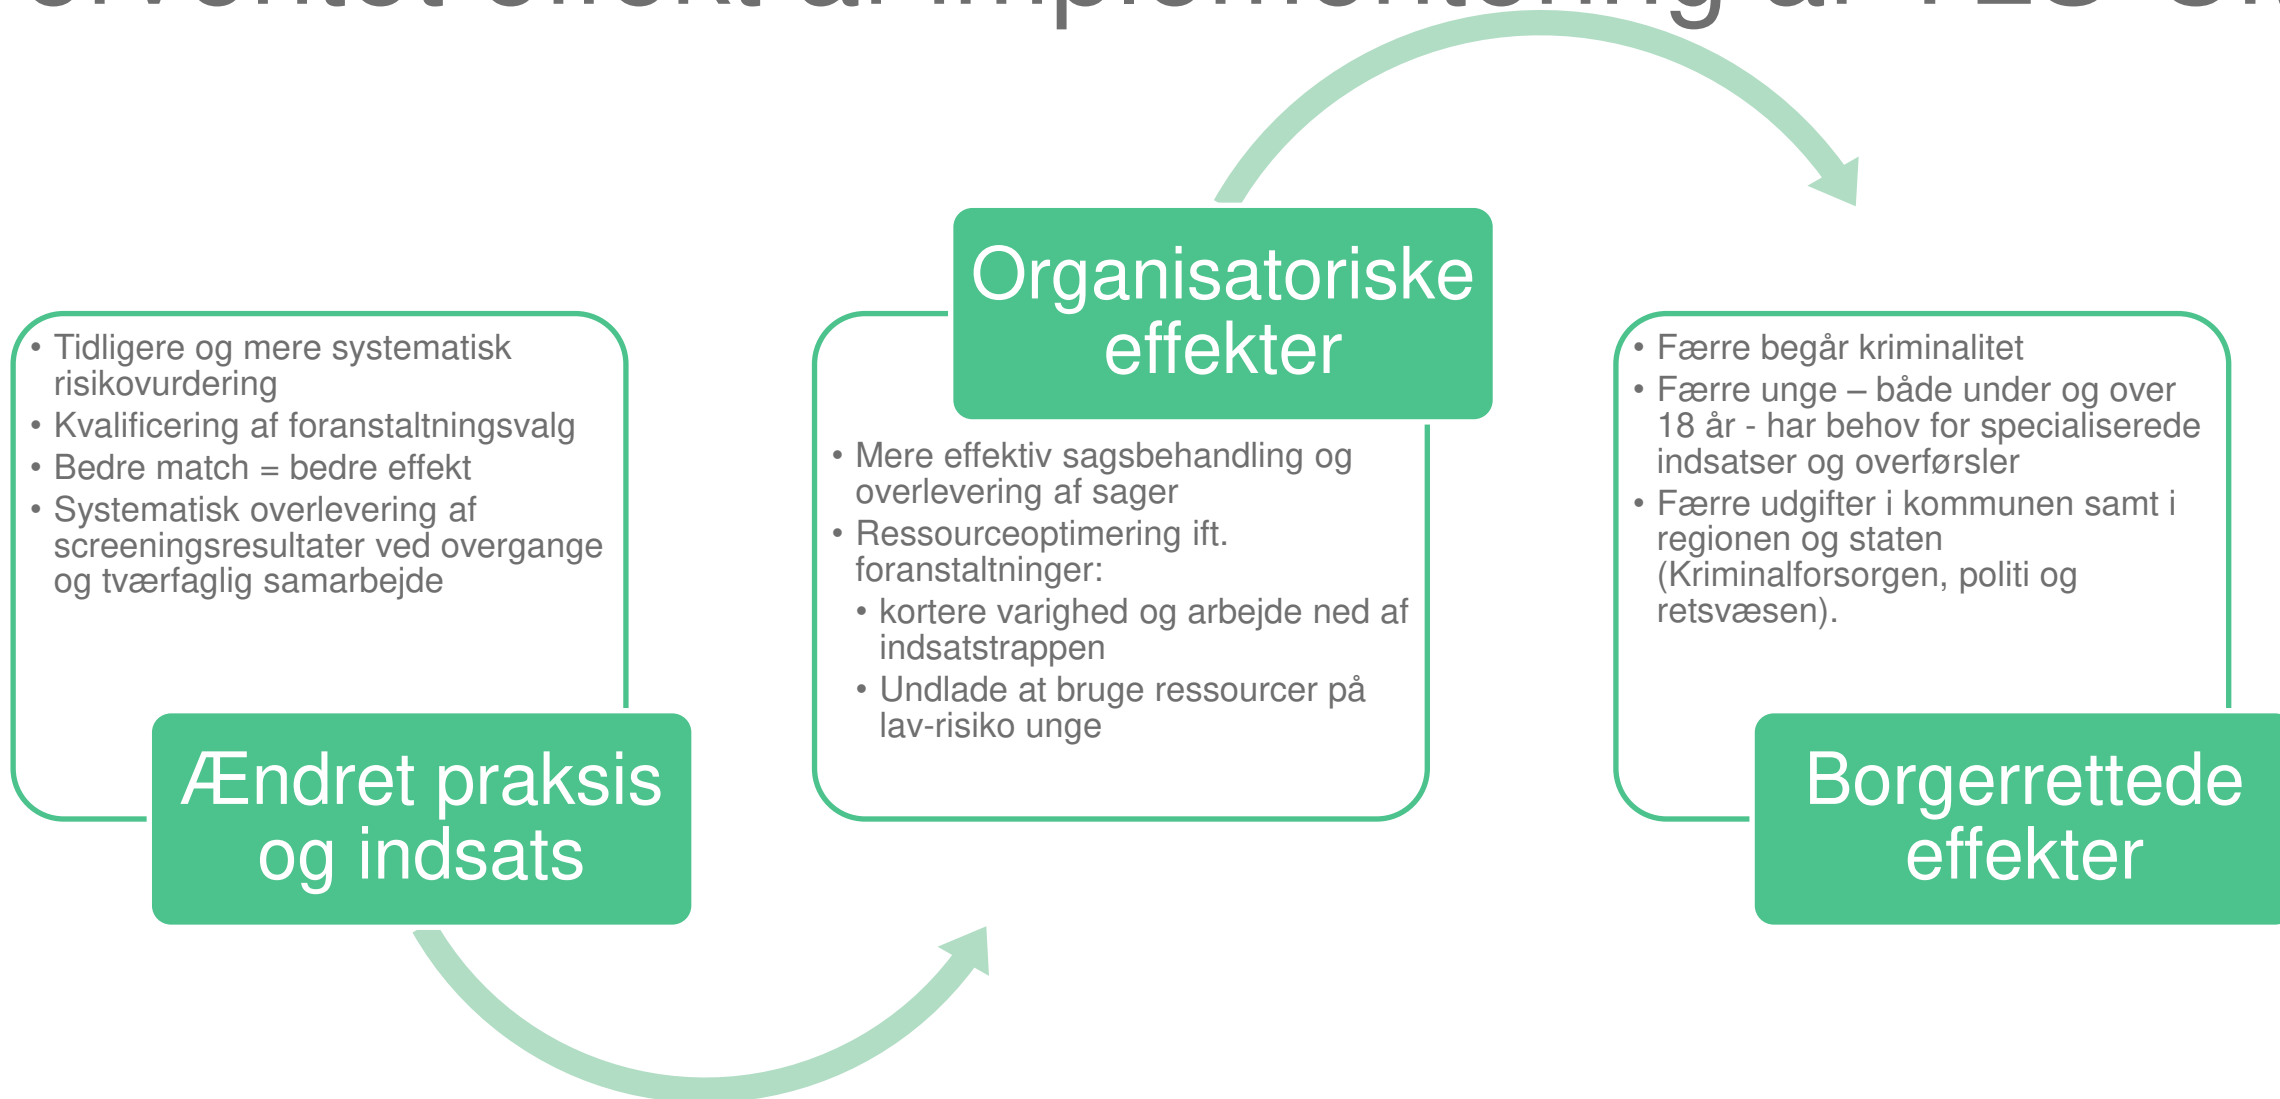 effekt af implementering af
• Tidligere og mere systematisk
risikovurdering
• Kvalificering af foranstaltningsvalg
• Bedre match = bedre effekt
• Systematisk overlevering af
screeningsresultater ved overgange
og tværfaglig samarbejde
Ændret praksis
og indsats
Organisatoriske
effekter
• Mere effektiv sagsbehandling og
overlevering af sager
• Ressourceoptimering ift.
foranstaltninger:
• kortere varighed og arbejde ned af
indsatstrappen
• Undlade at bruge ressourcer på
lav-risiko unge
• Færre begår kriminalitet
• Færre unge – både under og over
18 år - har behov for specialiserede
indsatser og overførsler
• Færre udgifter i kommunen samt i
regionen og staten
(Kriminalforsorgen, politi og
retsvæsen).
Borgerrettede
effekter